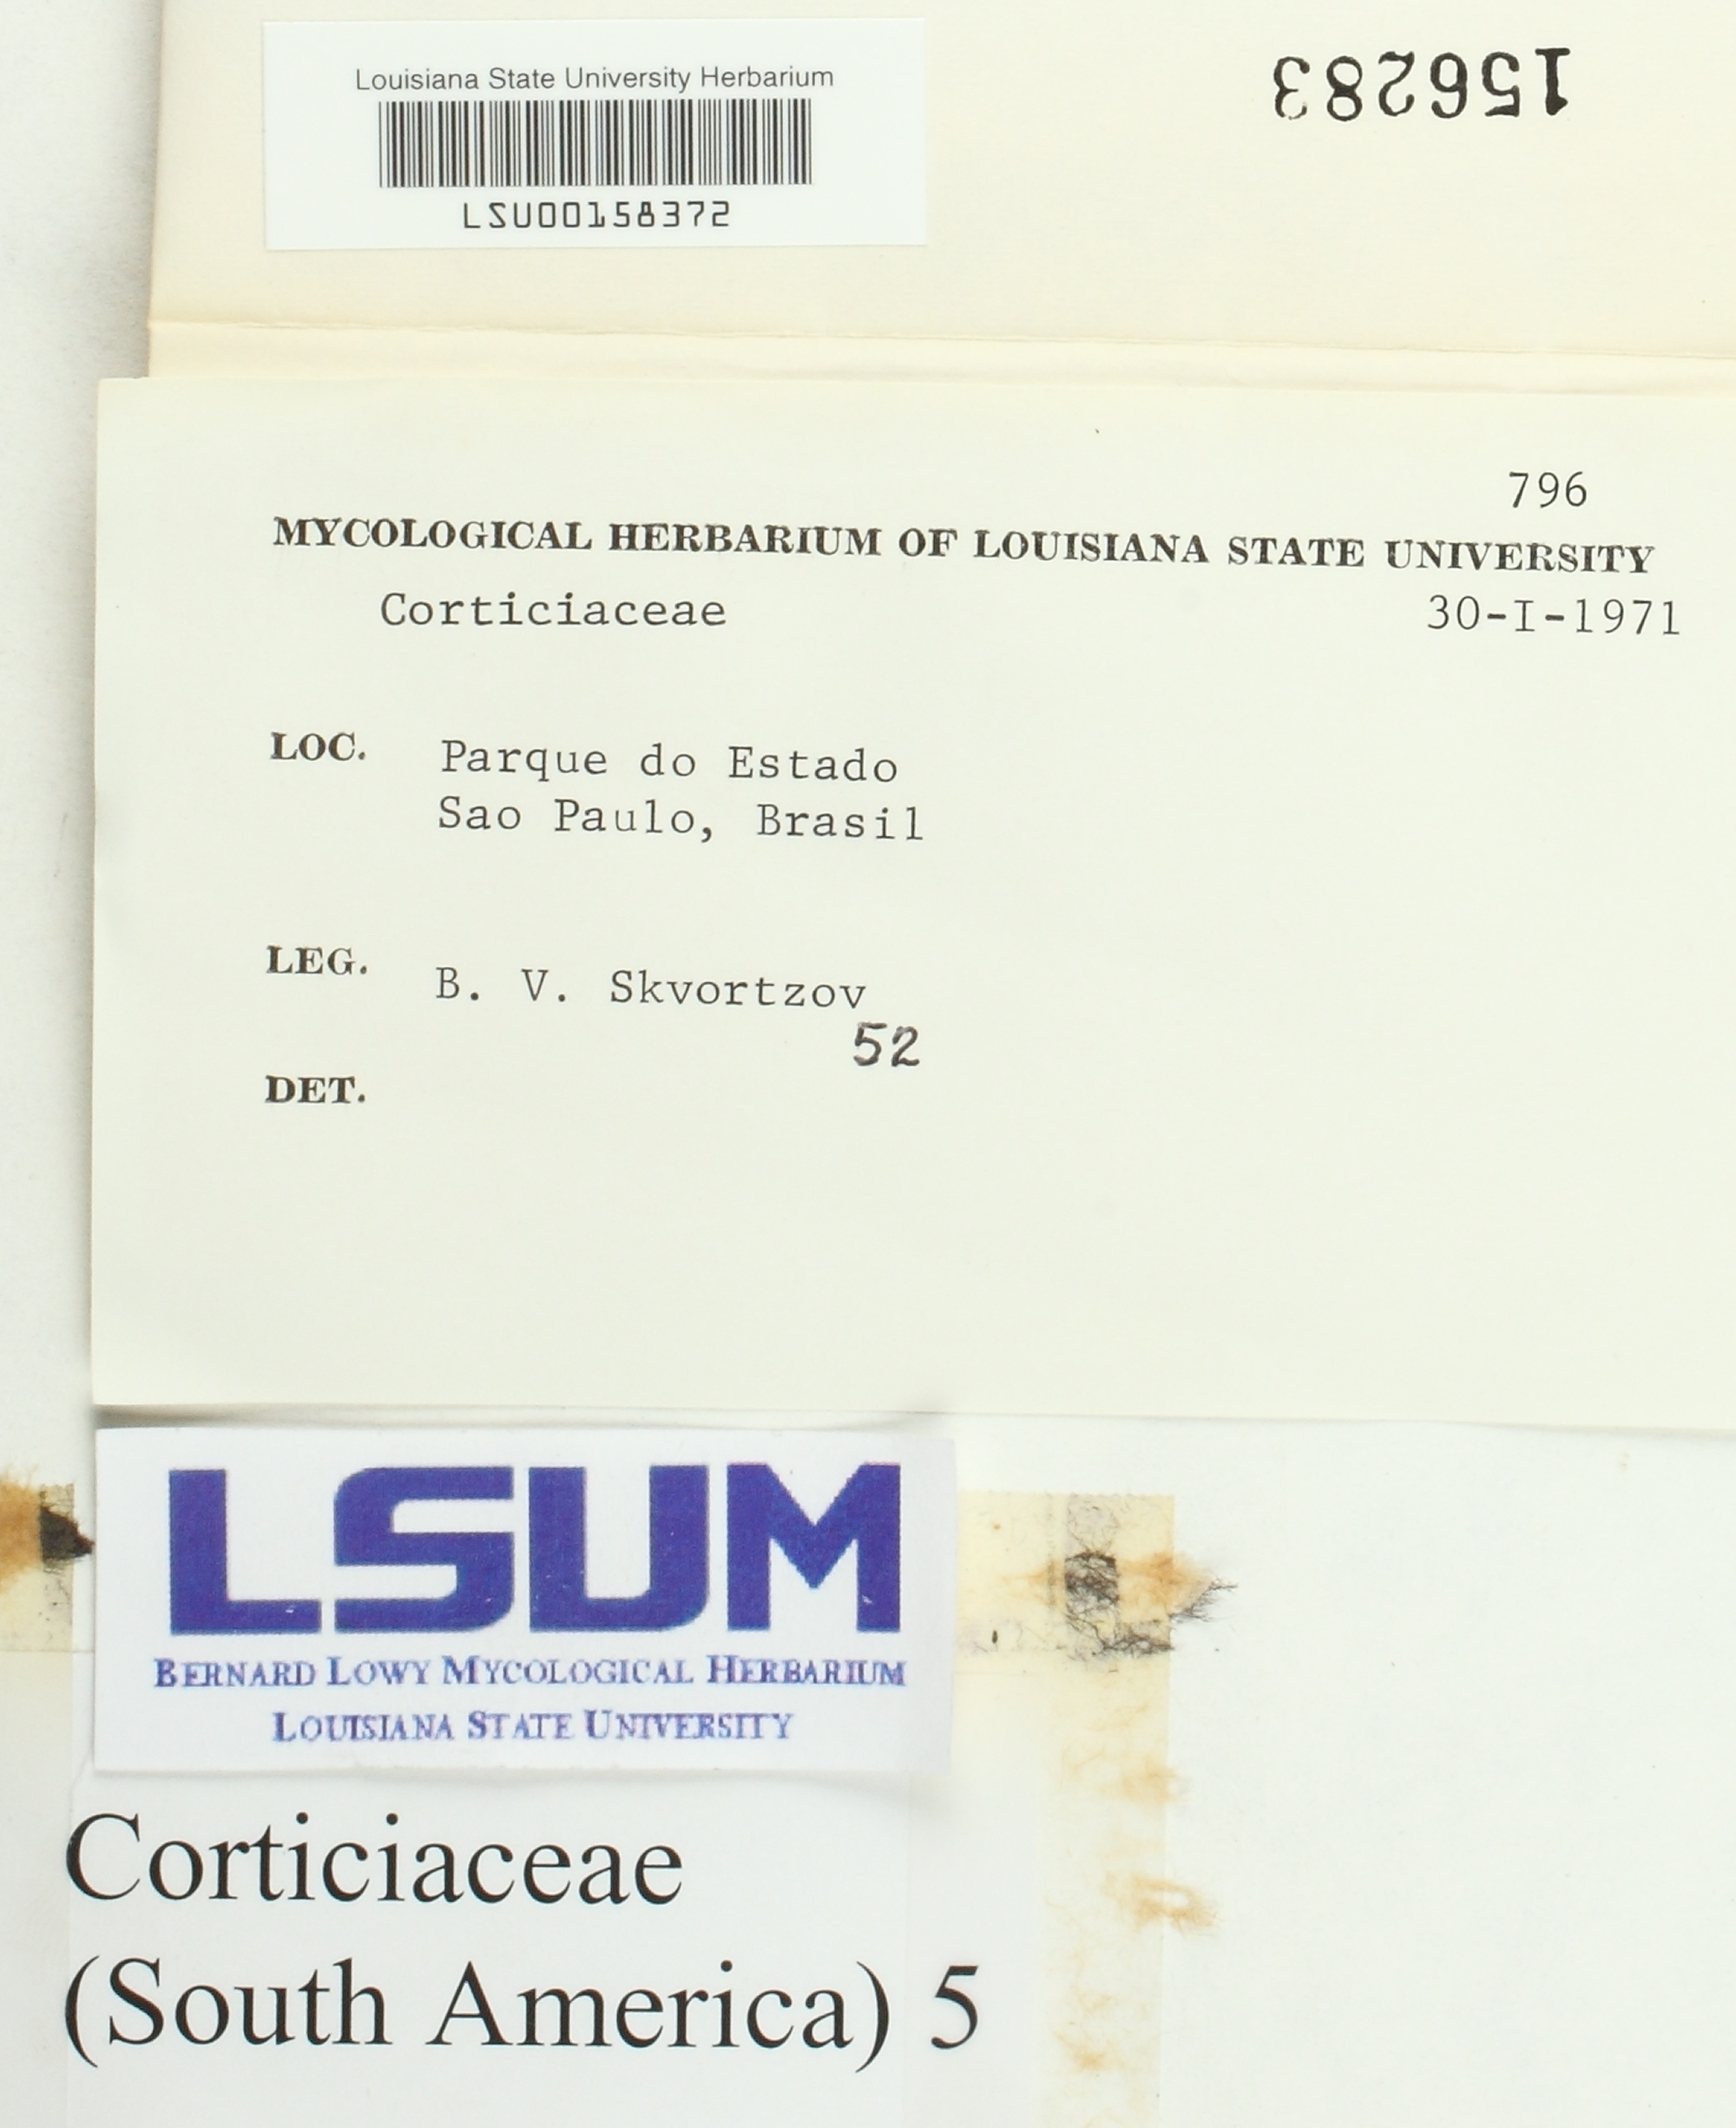 Louisiana State University Herbarium
LSU00158372
156283
796
MYCOLOGICAL HERBARIUM OF LOUISIANA STATE UNIVERSITY
Corticiaceae 30-I-1971
LOC. Parque do Estado
Sao Paulo, Brasil
LEG. B. V. Skvortzov
52
DET.
LSUM
BERNARD LOWY MYCOLOGICAL HERBARIUM
LOUISIANA STATE UNIVERSITY
Corticiaceae
(South America) 5